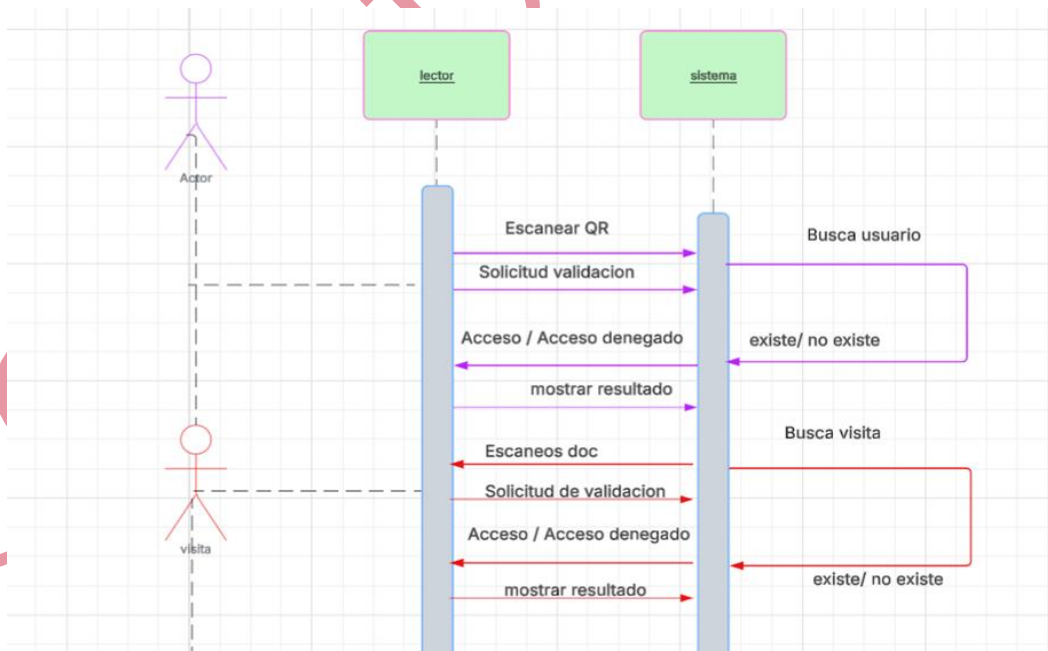 lector
sistema
Actor
Escanear QR
Busca usuario
Solicitud validacion
Acceso / Acceso denegado
existe/ no existe
mostrar resultado
Busca visita
Escaneos doc
Solicitud de validacion
Acceso / Acceso denegado
visita
existe/ no existe
mostrar resultado